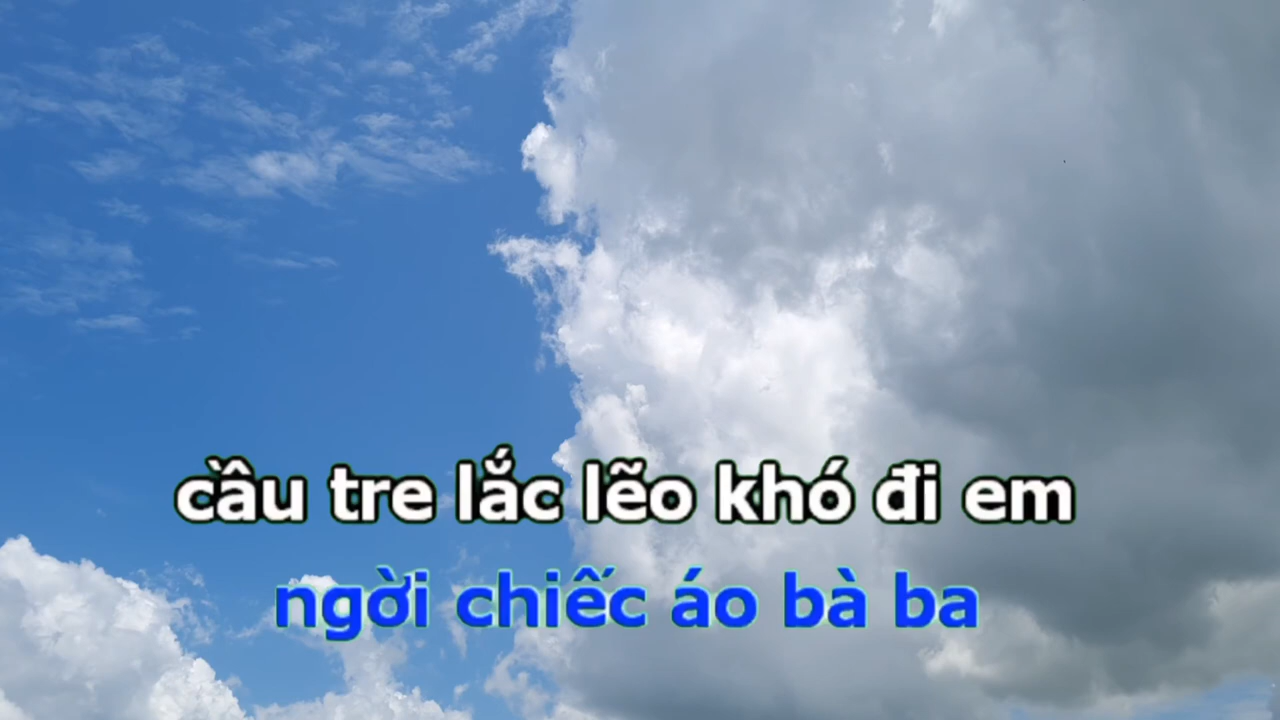 cầu tre lắc lẽo khó đi em
ngời chiếc áo bà ba